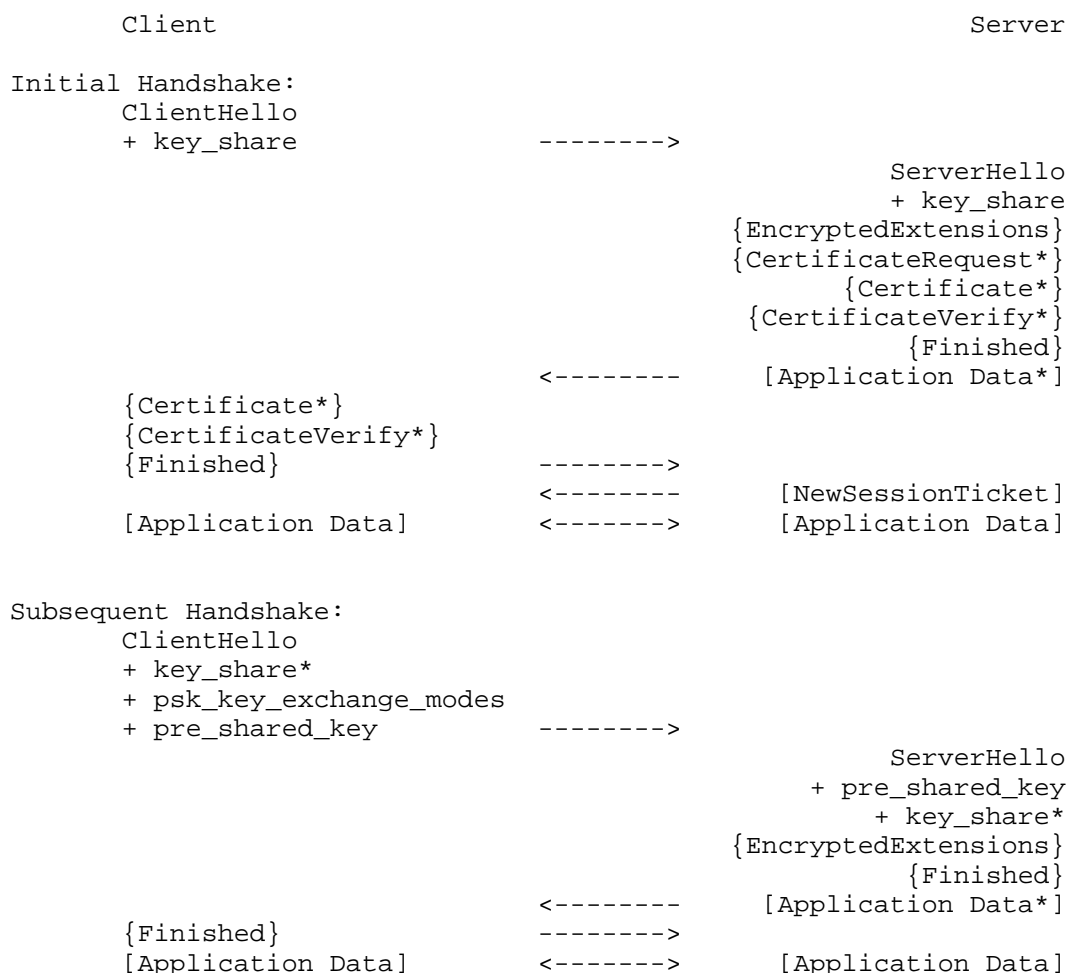 Client                                               Server
Initial Handshake:
ClientHello
+ key_share               -------->
ServerHello
+ key_share
{EncryptedExtensions}
{CertificateRequest*}
{Certificate*}
{CertificateVerify*}
{Finished}
<--------     [Application Data*]
{Certificate*}
{CertificateVerify*}
{Finished}                -------->
<--------      [NewSessionTicket]
[Application Data]        <------->      [Application Data]
Subsequent Handshake:
ClientHello
+ key_share*
+ psk_key_exchange_modes
+ pre_shared_key          -------->
ServerHello
+ pre_shared_key
+ key_share*
{EncryptedExtensions}
{Finished}
<--------     [Application Data*]
{Finished}                -------->
[Application Data]        <------->      [Application Data]